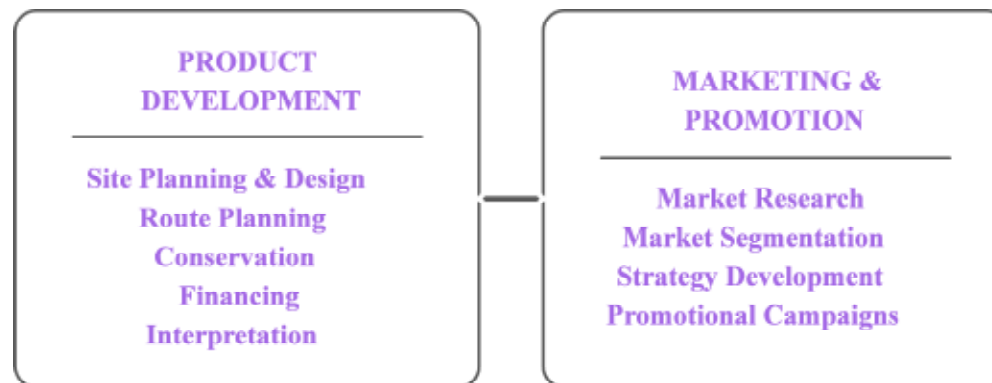 PRODUCT
DEVELOPMENT
Site Planning & Design
Route Planning
Conservation
Financing
Interpretation
MARKETING &
PROMOTION
Market Research
Market Segmentation
Strategy Development
Promotional Campaigns